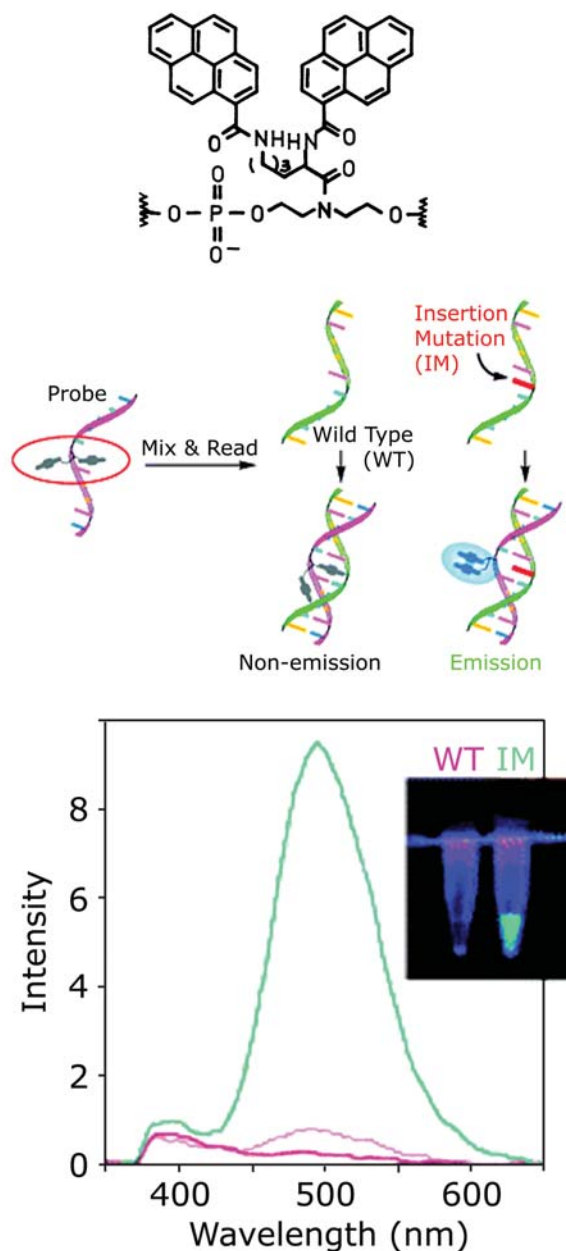 O NH HN O
( )3 O
O O P O N O
O−
Insertion
Mutation
(IM)
Probe
Mix & Read
Wild Type
(WT)
Non-emission Emission
WT IM
8
6
4
2
0
Intensity
400 500 600
Wavelength (nm)